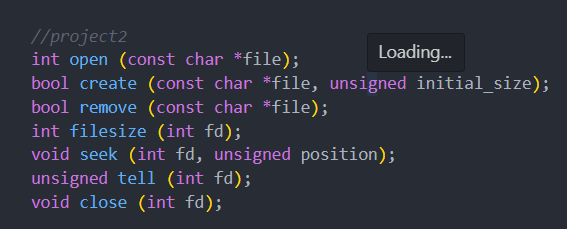 //project2
int open (const char *file);
Loading...
bool create (const char *file, unsigned initial_size);
bool remove (const char *file);
int filesize (int fd);
void seek (int fd, unsigned position);
unsigned tell (int fd);
void close (int fd);